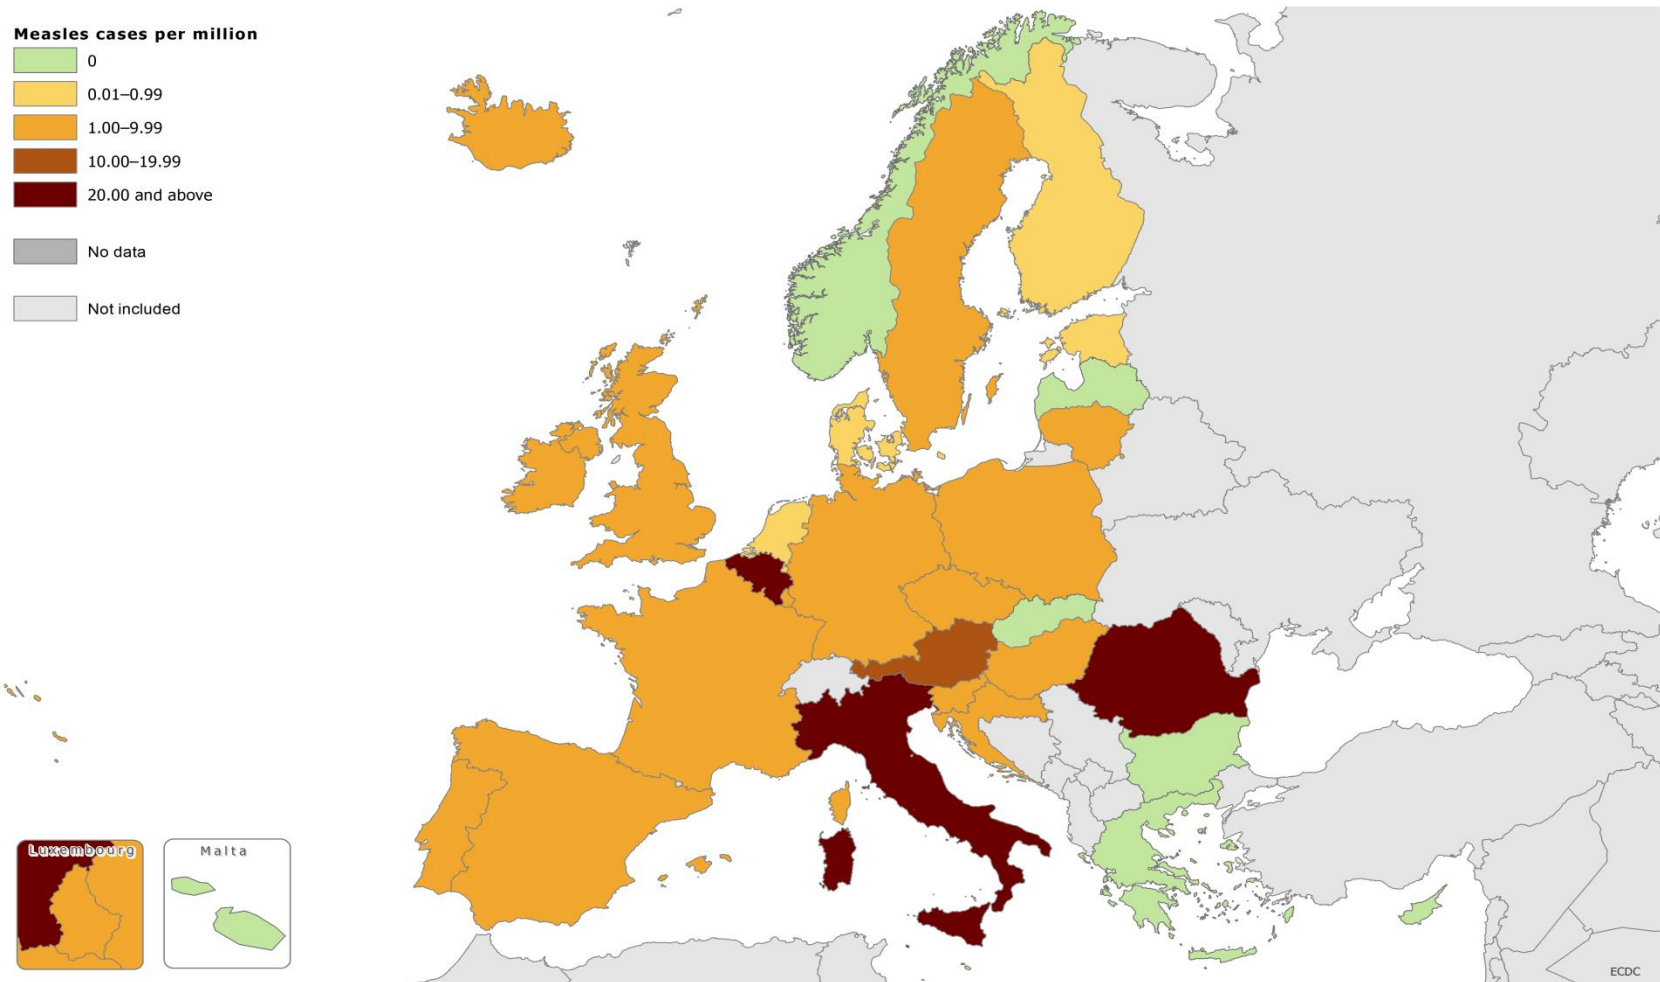 Measles cases per million
0
0.01–0.99
1.00–9.99
10.00–19.99
20.00 and above
No data
Not included
Luxembourg
Malta
ECDC